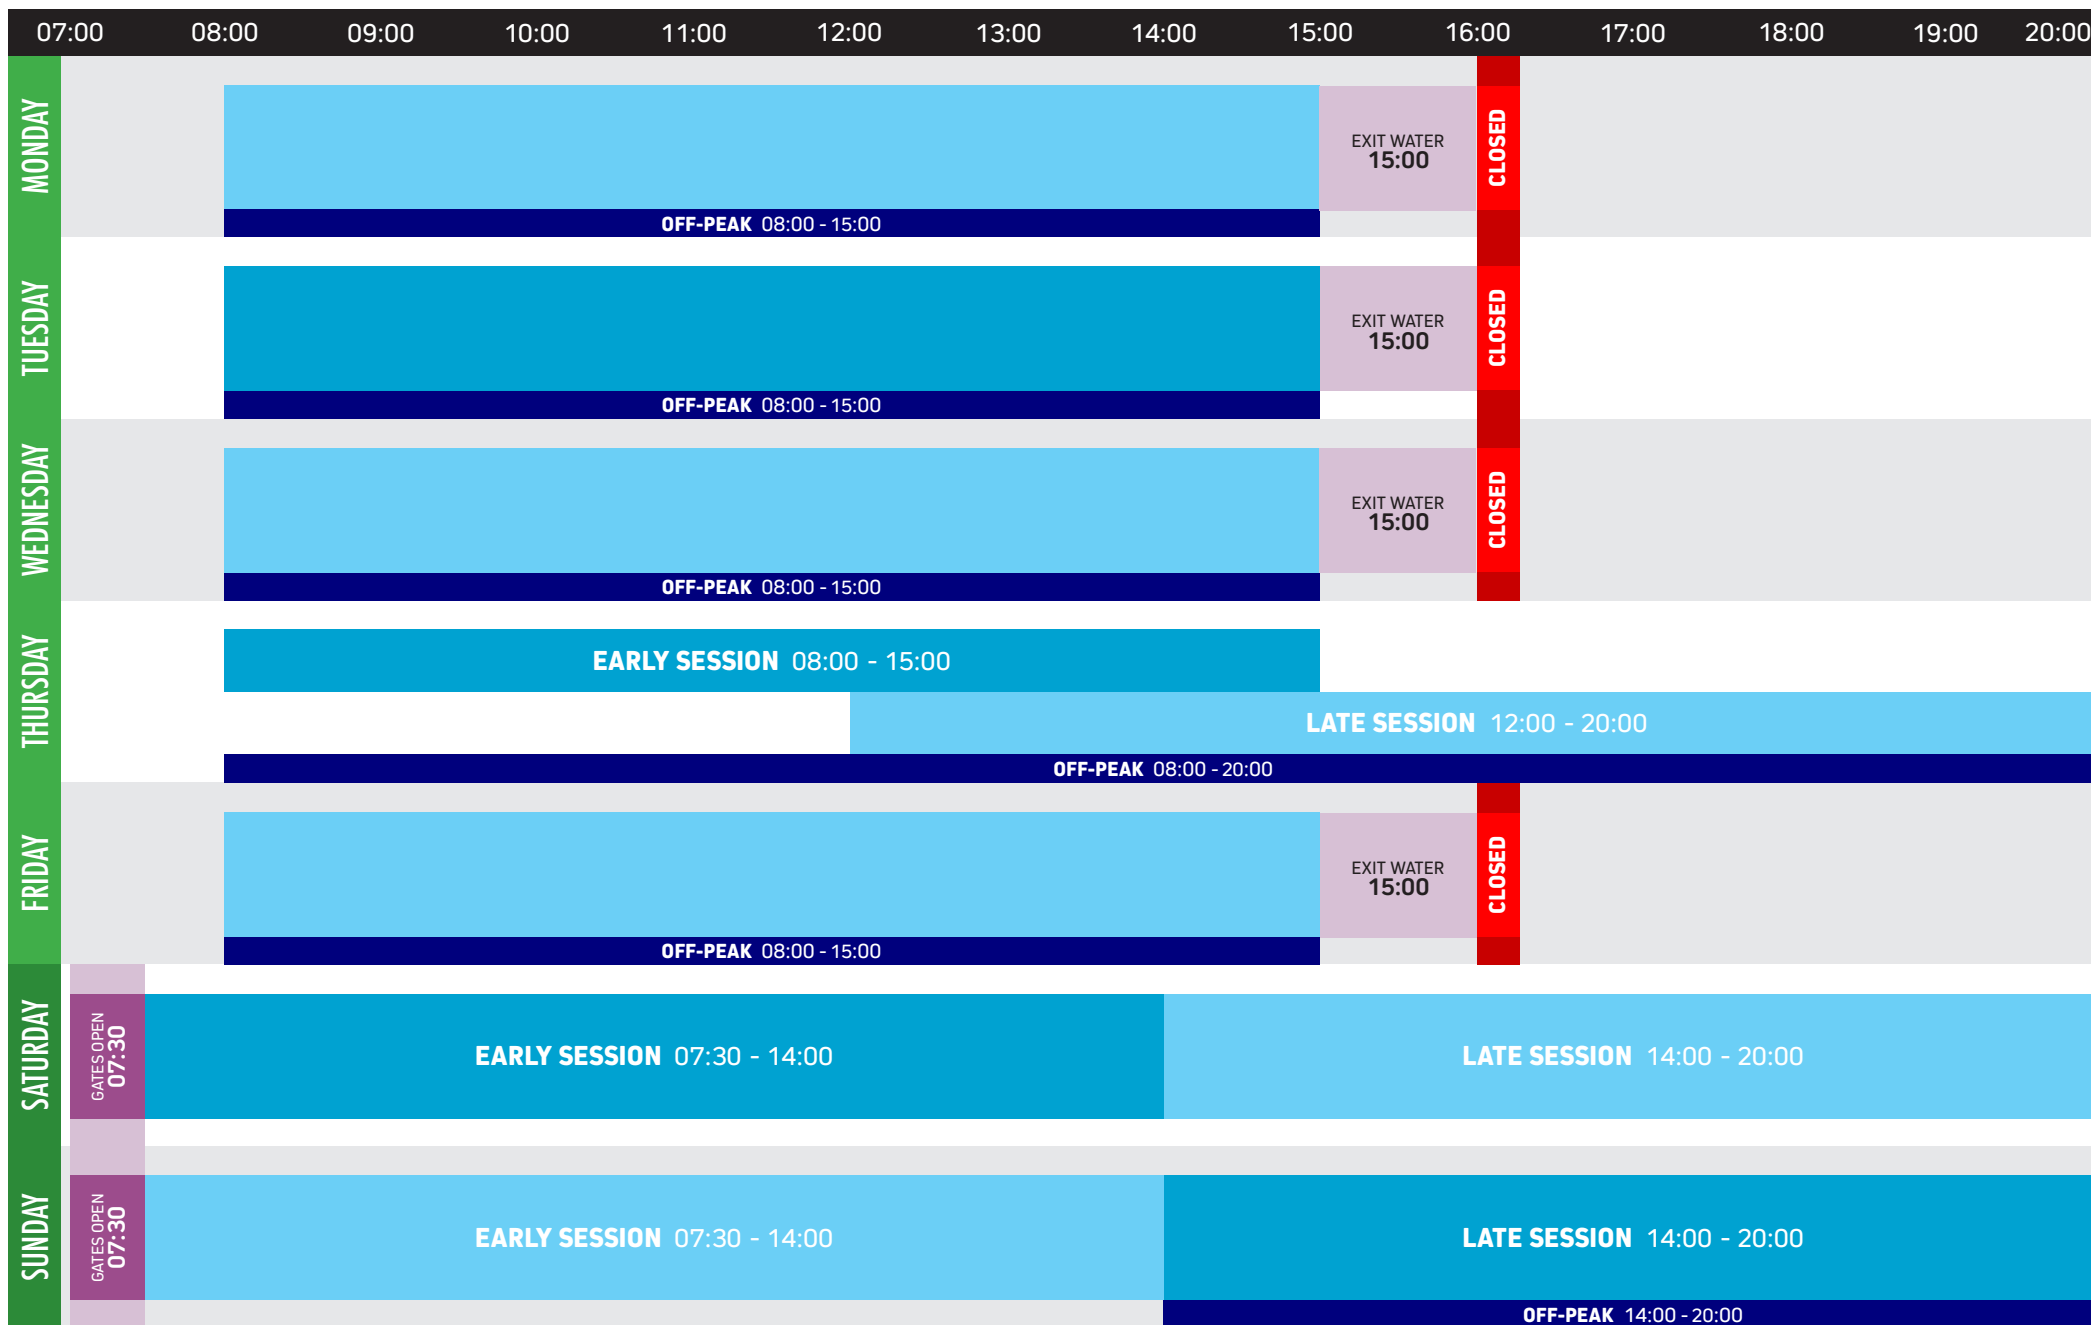 07:00 08:00 09:00 10:00 11:00 12:00 13:00 14:00 15:00 16:00 17:00 18:00 19:00 20:00
MONDAY
EXIT WATER
15:00
CLOSED
OFF-PEAK 08:00 - 15:00
TUESDAY
EXIT WATER
15:00
CLOSED
OFF-PEAK 08:00 - 15:00
WEDNESDAY
EXIT WATER
15:00
CLOSED
OFF-PEAK 08:00 - 15:00
THURSDAY
EARLY SESSION 08:00 - 15:00
LATE SESSION 12:00 - 20:00
OFF-PEAK 08:00 - 20:00
FRIDAY
EXIT WATER
15:00
CLOSED
OFF-PEAK 08:00 - 15:00
SATURDAY
GATES OPEN
07:30
EARLY SESSION 07:30 - 14:00
LATE SESSION 14:00 - 20:00
SUNDAY
GATES OPEN
07:30
EARLY SESSION 07:30 - 14:00
LATE SESSION 14:00 - 20:00
OFF-PEAK 14:00 - 20:00